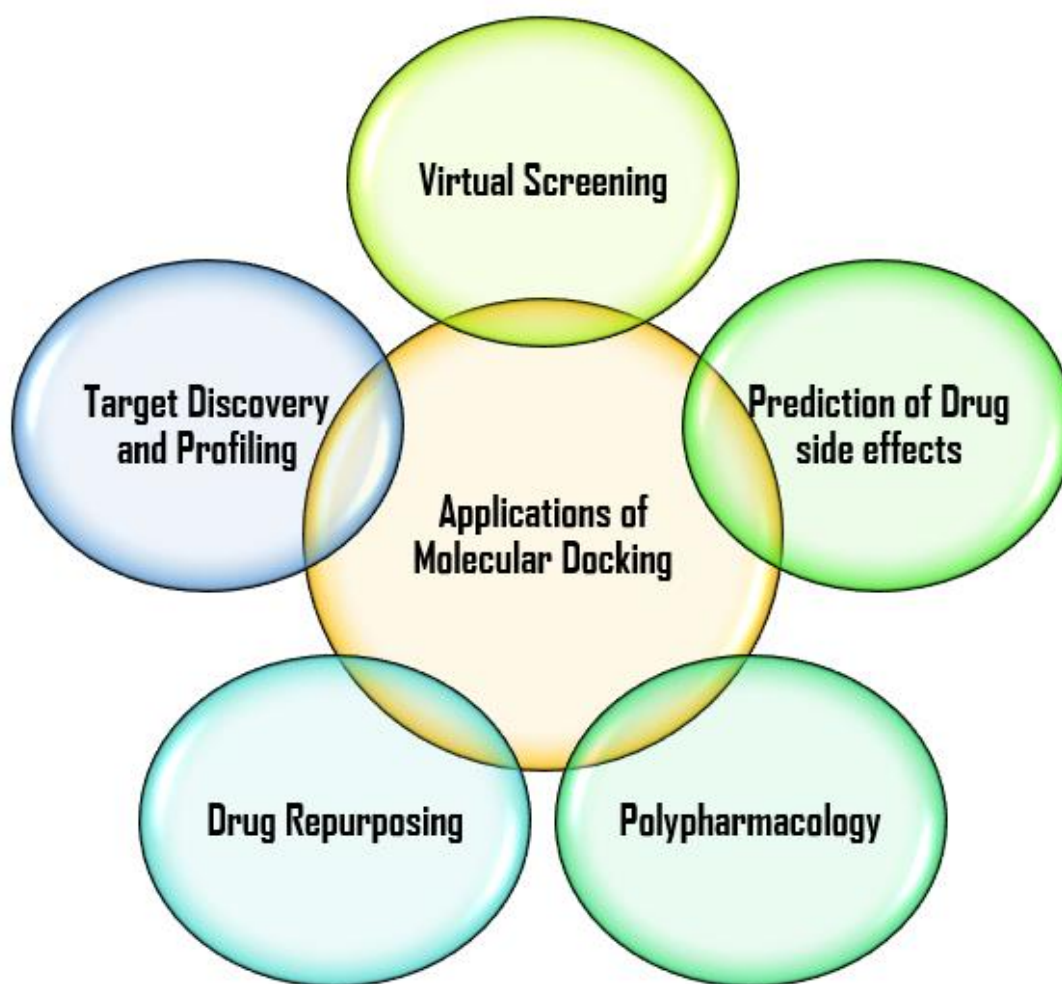 Virtual Screening
Target Discovery
and Profiling
Prediction of Drug
side effects
Applications of
Molecular Docking
Drug Repurposing
Polypharmacology